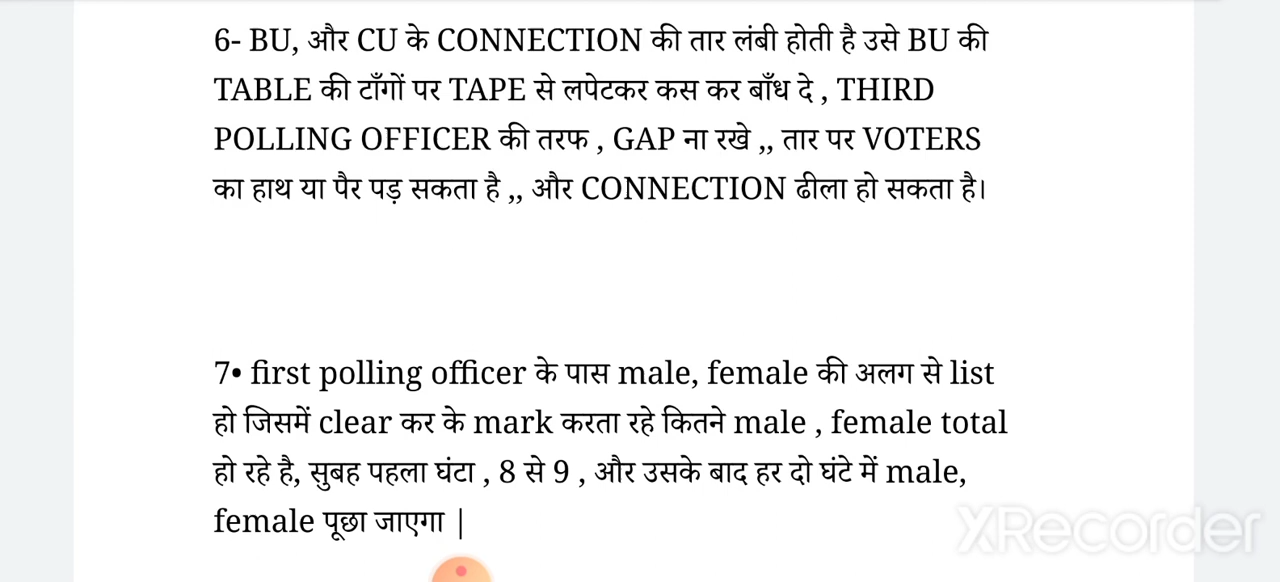 6- BU, और CU के CONNECTION की तार लंबी होती है उसे BU की
TABLE की टाँगों पर TAPE से लपेटकर कस कर बाँध दे , THIRD
POLLING OFFICER की तरफ , GAP ना रखे ,, तार पर VOTERS
का हाथ या पैर पड़ सकता है ,, और CONNECTION ढीला हो सकता है।
7• first polling officer के पास male, female की अलग से list
हो जिसमें clear कर के mark करता रहे कितने male , female total
हो रहे है, सुबह पहला घंटा , 8 से 9 , और उसके बाद हर दो घंटे में male,
female पूछा जाएगा |
XRecorder